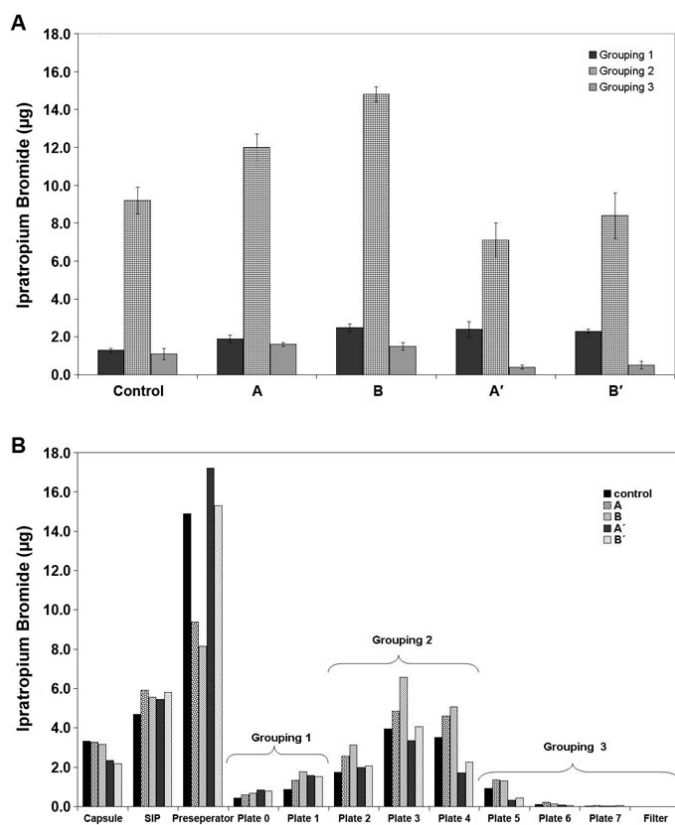 A
Ipratropium Bromide (µg)
18.0
16.0
14.0
12.0
10.0
8.0
6.0
4.0
2.0
0.0
Grouping 1
Grouping 2
Grouping 3
Control A B A′ B′
B
Ipratropium Bromide (µg)
18.0
16.0
14.0
12.0
10.0
8.0
6.0
4.0
2.0
0.0
control
A
B
A´
B´
Grouping 2
Grouping 1
Grouping 3
Capsule SIP Preseperator Plate 0 Plate 1 Plate 2 Plate 3 Plate 4 Plate 5 Plate 6 Plate 7 Filter